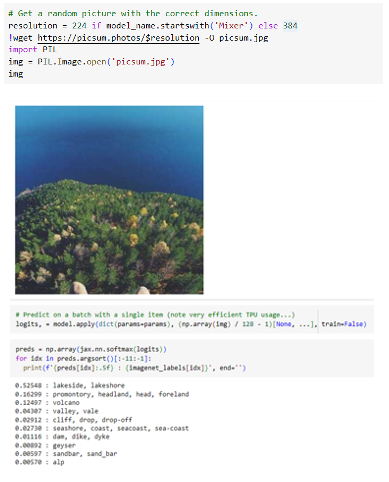 # Get a random picture with the correct dimensions.
resolution = 224 if model_name.startswith('Mixer') else 384
!wget https://picsum.photos/$resolution -O picsum.jpg
import PIL
img = PIL.Image.open('picsum.jpg')
img
# Predict on a batch with a single item (note very efficient TPU usage...)
logits, = model.apply(dict(params=params), (np.array(img) / 128 - 1)[None, ...], train=False)
preds = np.array(jax.nn.softmax(logits))
for idx in preds.argsort()[:-11:-1]:
print(f'{preds[idx]:.5f} : {imagenet_labels[idx]}', end='')
0.52548 : lakeside, lakeshore
0.16299 : promontory, headland, head, foreland
0.12497 : volcano
0.04307 : valley, vale
0.02912 : cliff, drop, drop-off
0.02730 : seashore, coast, seacoast, sea-coast
0.01116 : dam, dike, dyke
0.00892 : geyser
0.00597 : sandbar, sand_bar
0.00570 : alp